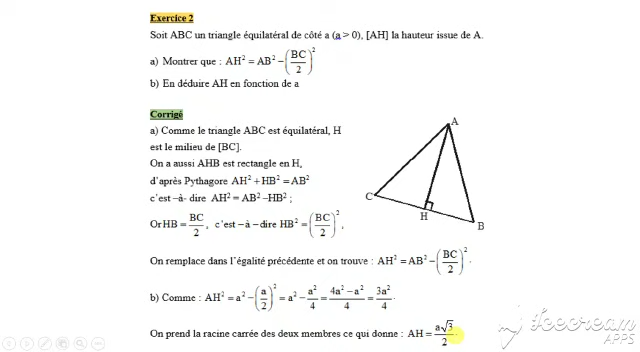 Exercice 2
Soit ABC un triangle équilatéral de côté a (a > 0), [AH] la hauteur issue de A.
a) Montrer que : AH² = AB² − (BC/2)²
b) En déduire AH en fonction de a
Corrigé
a) Comme le triangle ABC est équilatéral, H
est le milieu de [BC].
On a aussi AHB est rectangle en H,
d'après Pythagore AH² + HB² = AB²
c'est –à- dire AH² = AB² – HB² ;
Or HB = BC/2, c'est – à – dire HB² = (BC/2)²,
On remplace dans l'égalité précédente et on trouve : AH² = AB² − (BC/2)².
b) Comme : AH² = a² − (a/2)² = a² − a²/4 = (4a² − a²)/4 = 3a²/4.
On prend la racine carrée des deux membres ce qui donne : AH = a√3/2.
A
C
H
B
Icecream
APPS